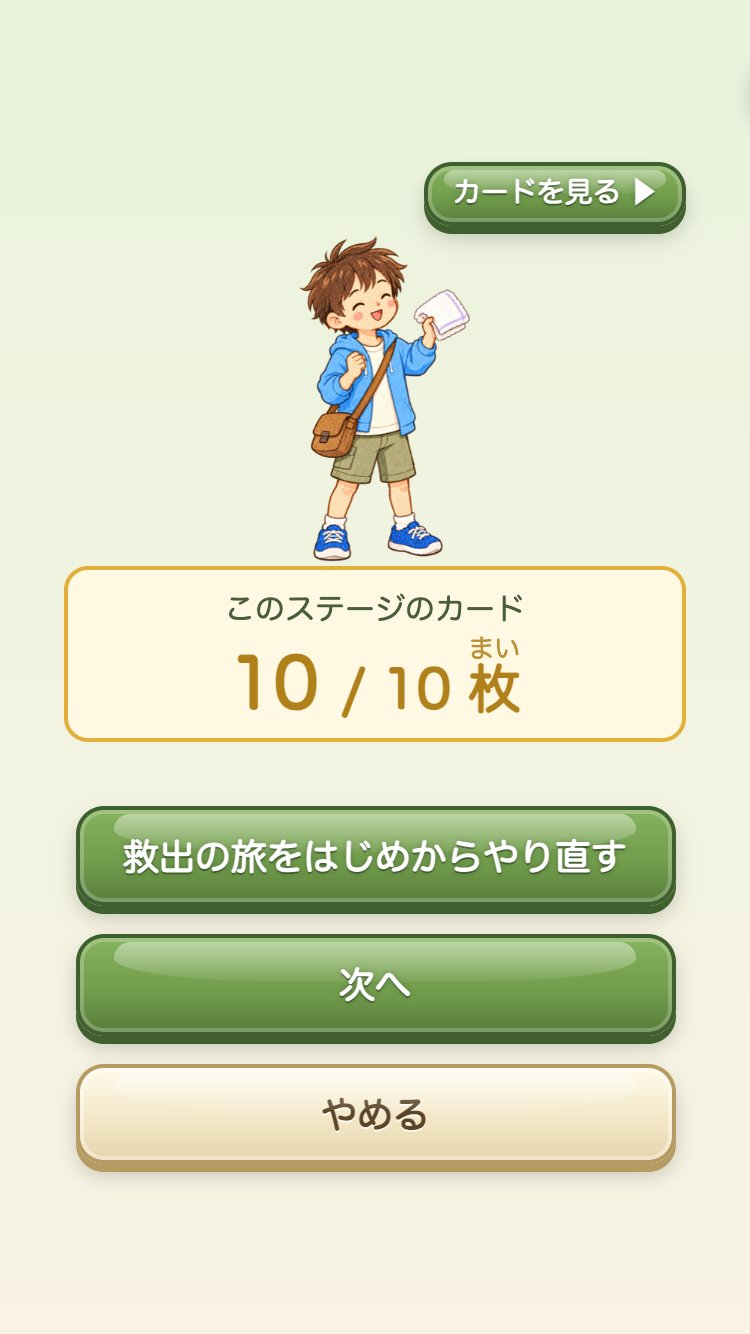 カードを見る ▶
このステージのカード
まい
10 / 10 枚
救出の旅をはじめからやり直す
次へ
やめる